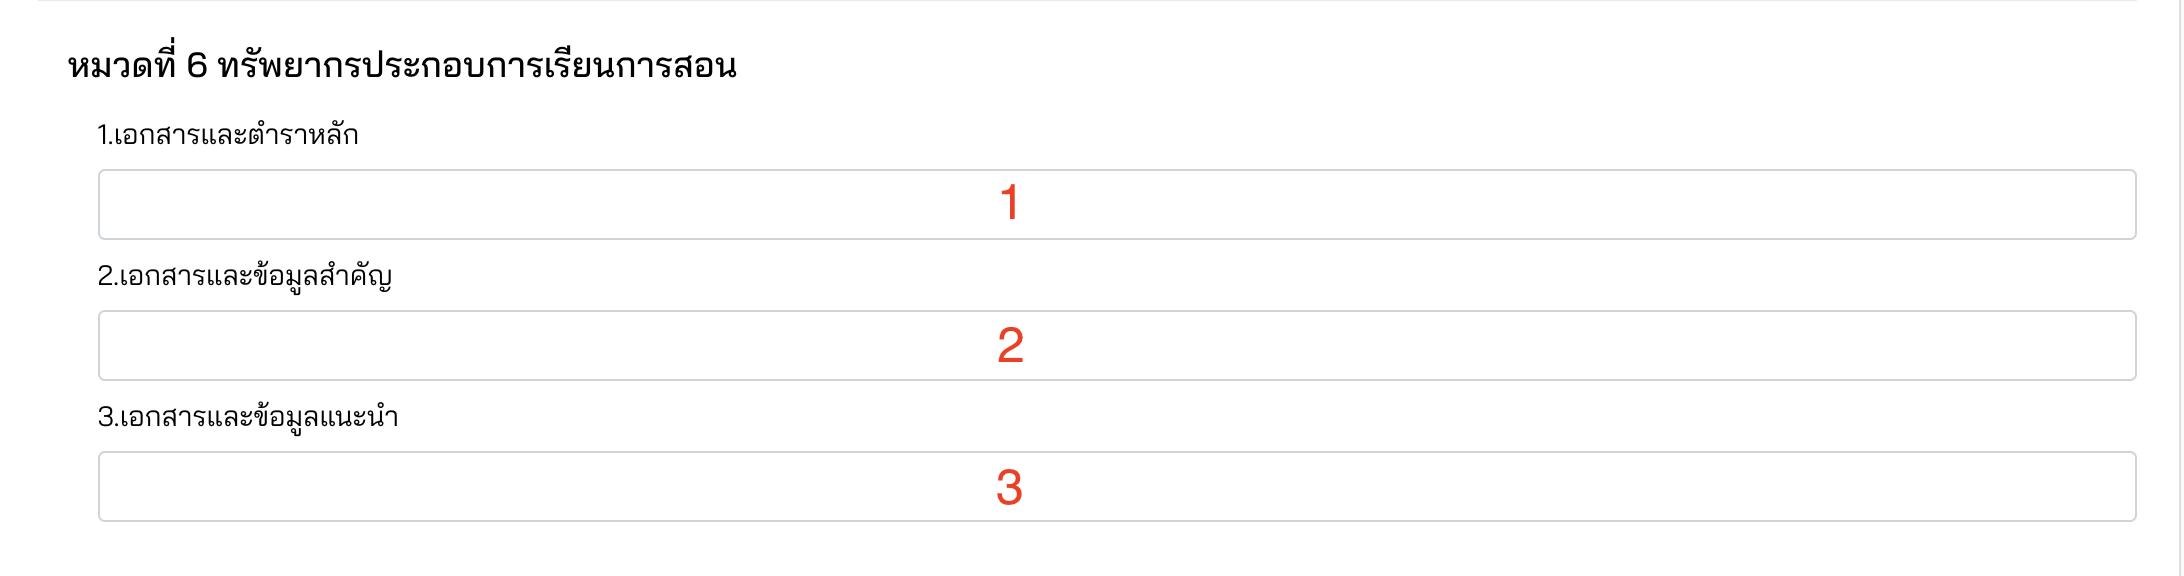 หมวดที่ 6 ทรัพยากรประกอบการเรียนการสอน
1.เอกสารและตำราหลัก
1
2.เอกสารและข้อมูลสำคัญ
2
3.เอกสารและข้อมูลแนะนำ
3